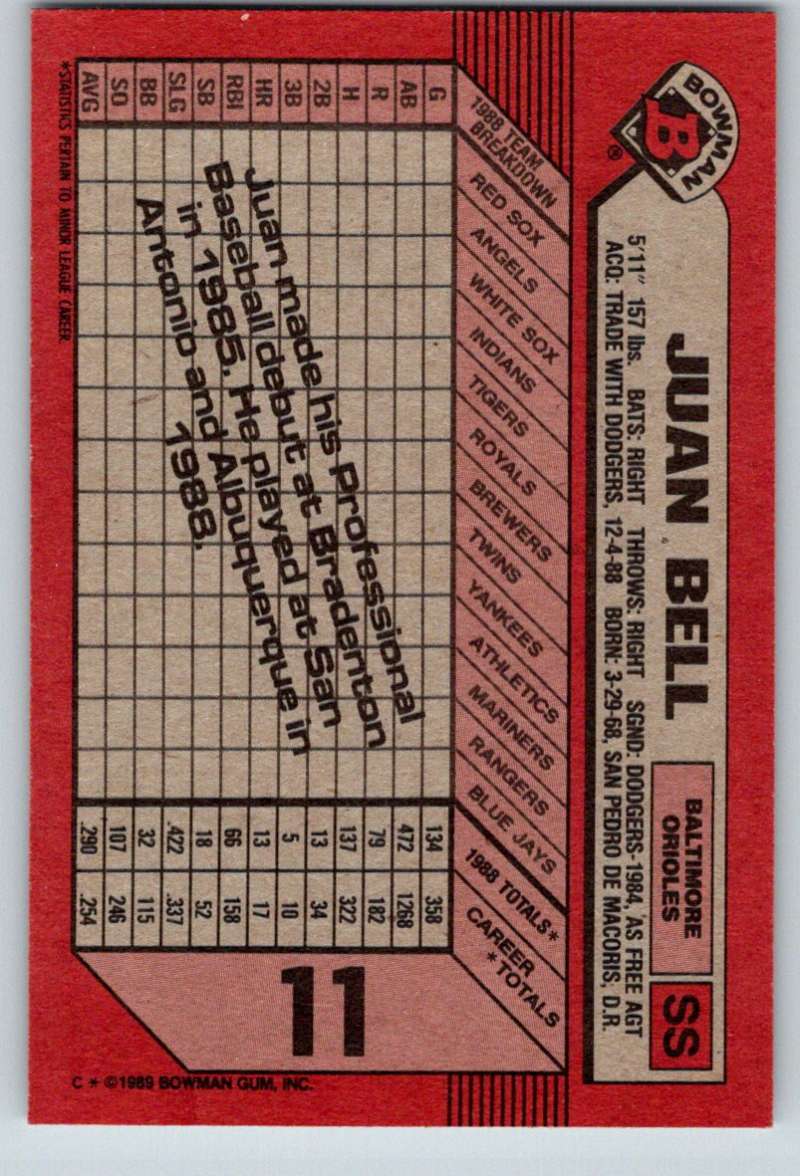 BOWMAN
B
®
JUAN BELL
BALTIMORE
ORIOLES
SS
5'11" 157 lbs. BATS: RIGHT THROWS: RIGHT SGND: DODGERS-1984, AS FREE AGT
ACQ: TRADE WITH DODGERS, 12-4-88 BORN: 3-29-68, SAN PEDRO DE MACORIS, D.R.
1988 TEAM
BREAKDOWN
RED SOX
ANGELS
WHITE SOX
INDIANS
TIGERS
ROYALS
BREWERS
TWINS
YANKEES
ATHLETICS
MARINERS
RANGERS
BLUE JAYS
1988 TOTALS*
CAREER
*TOTALS
G 134 358
AB 472 1268
R 79 182
H 137 322
2B 13 34
3B 5 10
HR 13 17
RBI 66 158
SB 18 52
SLG .422 .337
BB 32 115
SO 107 246
AVG .290 .254
Juan made his Professional
Baseball debut at Bradenton
in 1985. He played at San
Antonio and Albuquerque in
1988.
11
*STATISTICS PERTAIN TO MINOR LEAGUE CAREER.
C * ©1989 BOWMAN GUM, INC.